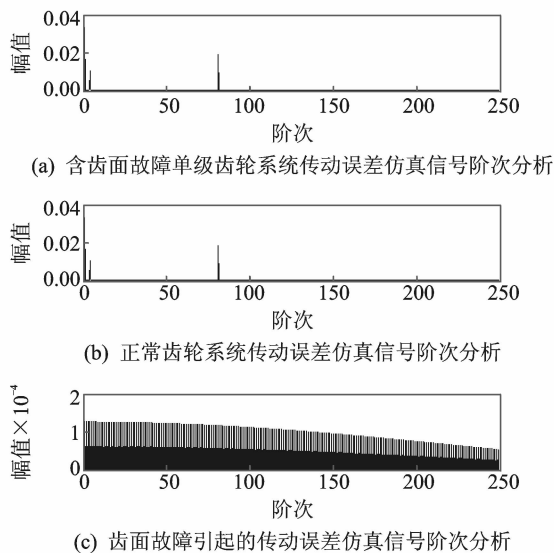 0.04
0.02
0.00
幅值
0 50 100 150 200 250
阶次
(a) 含齿面故障单级齿轮系统传动误差仿真信号阶次分析
0.04
0.02
0.00
幅值
0 50 100 150 200 250
阶次
(b) 正常齿轮系统传动误差仿真信号阶次分析
2
1
0
幅值×10⁻⁴
0 50 100 150 200 250
阶次
(c) 齿面故障引起的传动误差仿真信号阶次分析